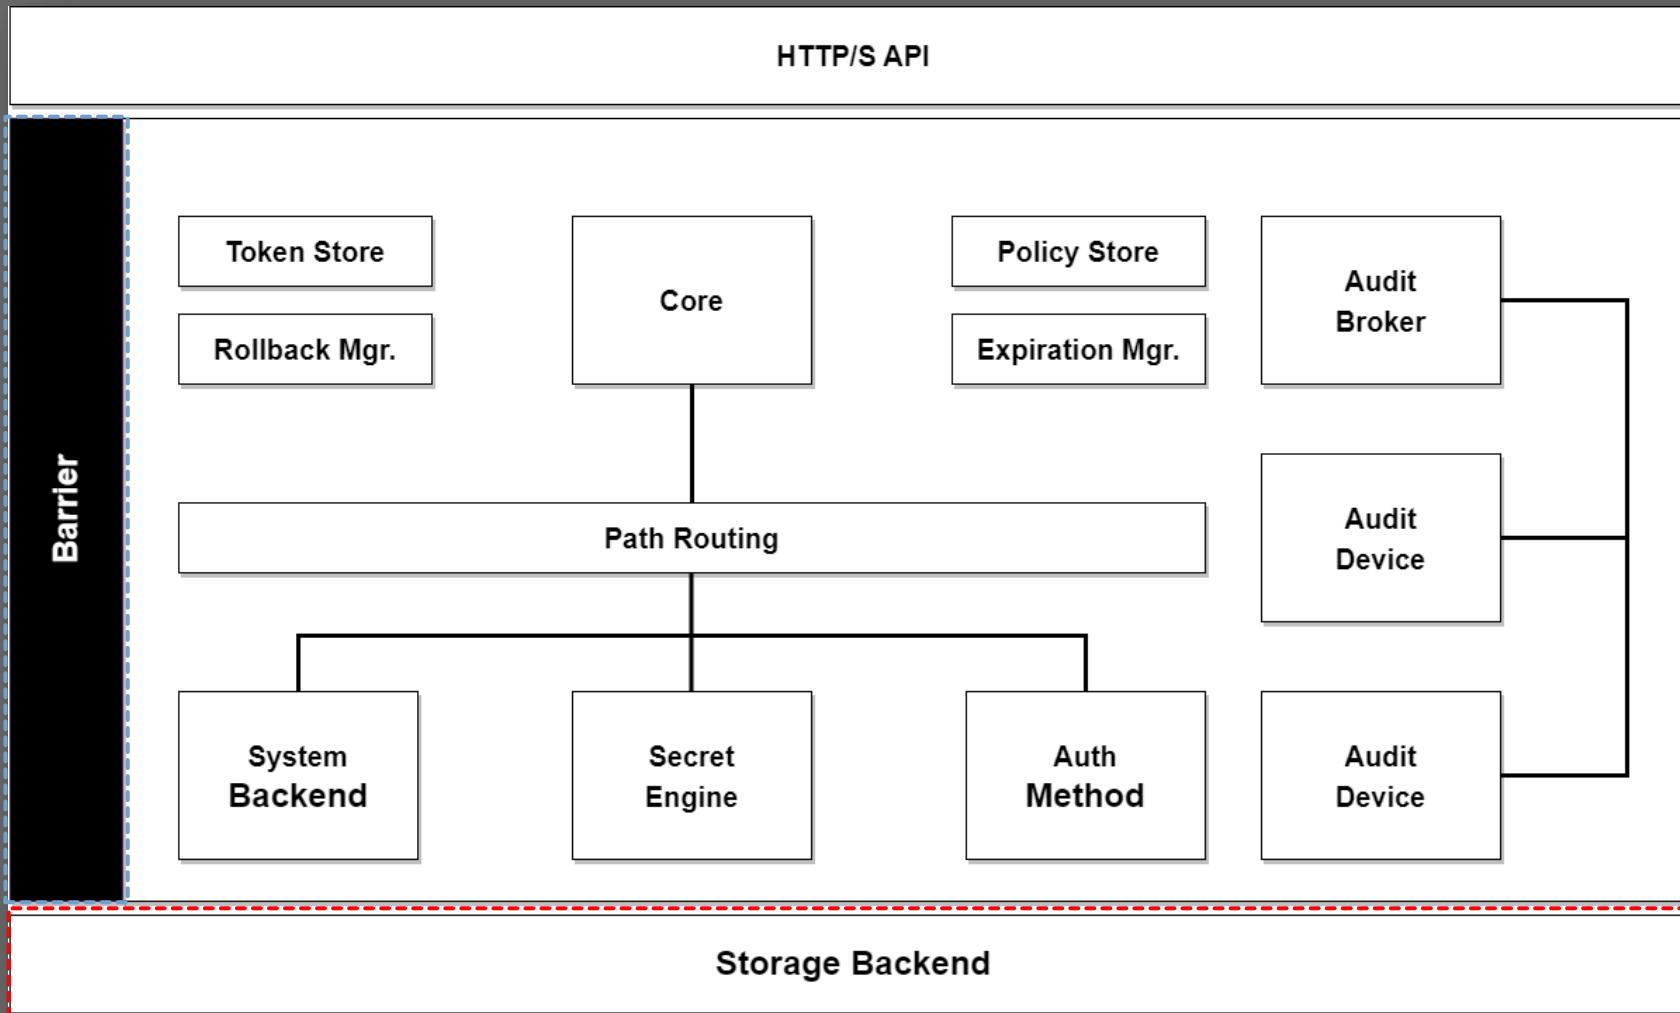 HTTP/S API
Barrier
Token Store
Rollback Mgr.
Core
Policy Store
Expiration Mgr.
Audit
Broker
Path Routing
Audit
Device
System
Backend
Secret
Engine
Auth
Method
Audit
Device
Storage Backend